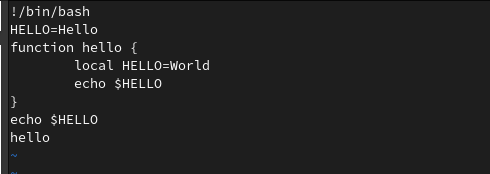 !/bin/bash
HELLO=Hello
function hello {
        local HELLO=World
        echo $HELLO
}
echo $HELLO
hello
~
~